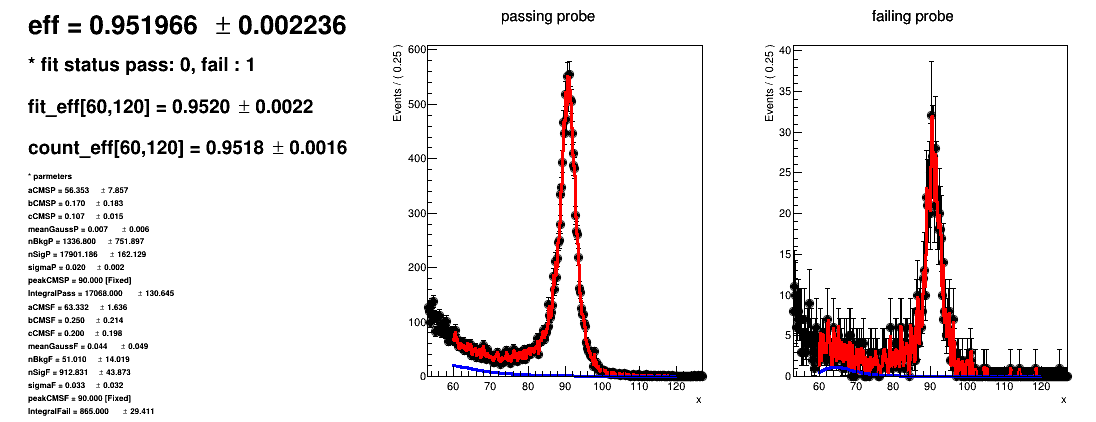 eff = 0.951966 ± 0.002236
* fit status pass: 0, fail : 1
fit_eff[60,120] = 0.9520 ± 0.0022
count_eff[60,120] = 0.9518 ± 0.0016
* parmeters
aCMSP = 56.353 ± 7.857
bCMSP = 0.170 ± 0.183
cCMSP = 0.107 ± 0.015
meanGaussP = 0.007 ± 0.006
nBkgP = 1336.800 ± 751.897
nSigP = 17901.186 ± 162.129
sigmaP = 0.020 ± 0.002
peakCMSP = 90.000 [Fixed]
IntegralPass = 17068.000 ± 130.645
aCMSF = 63.332 ± 1.636
bCMSF = 0.250 ± 0.214
cCMSF = 0.200 ± 0.198
meanGaussF = 0.044 ± 0.049
nBkgF = 51.010 ± 14.019
nSigF = 912.831 ± 43.873
sigmaF = 0.033 ± 0.032
peakCMSF = 90.000 [Fixed]
IntegralFail = 865.000 ± 29.411
passing probe
Events / ( 0.25 )
600
500
400
300
200
100
0
60 70 80 90 100 110 120
x
failing probe
Events / ( 0.25 )
40
35
30
25
20
15
10
5
0
60 70 80 90 100 110 120
x